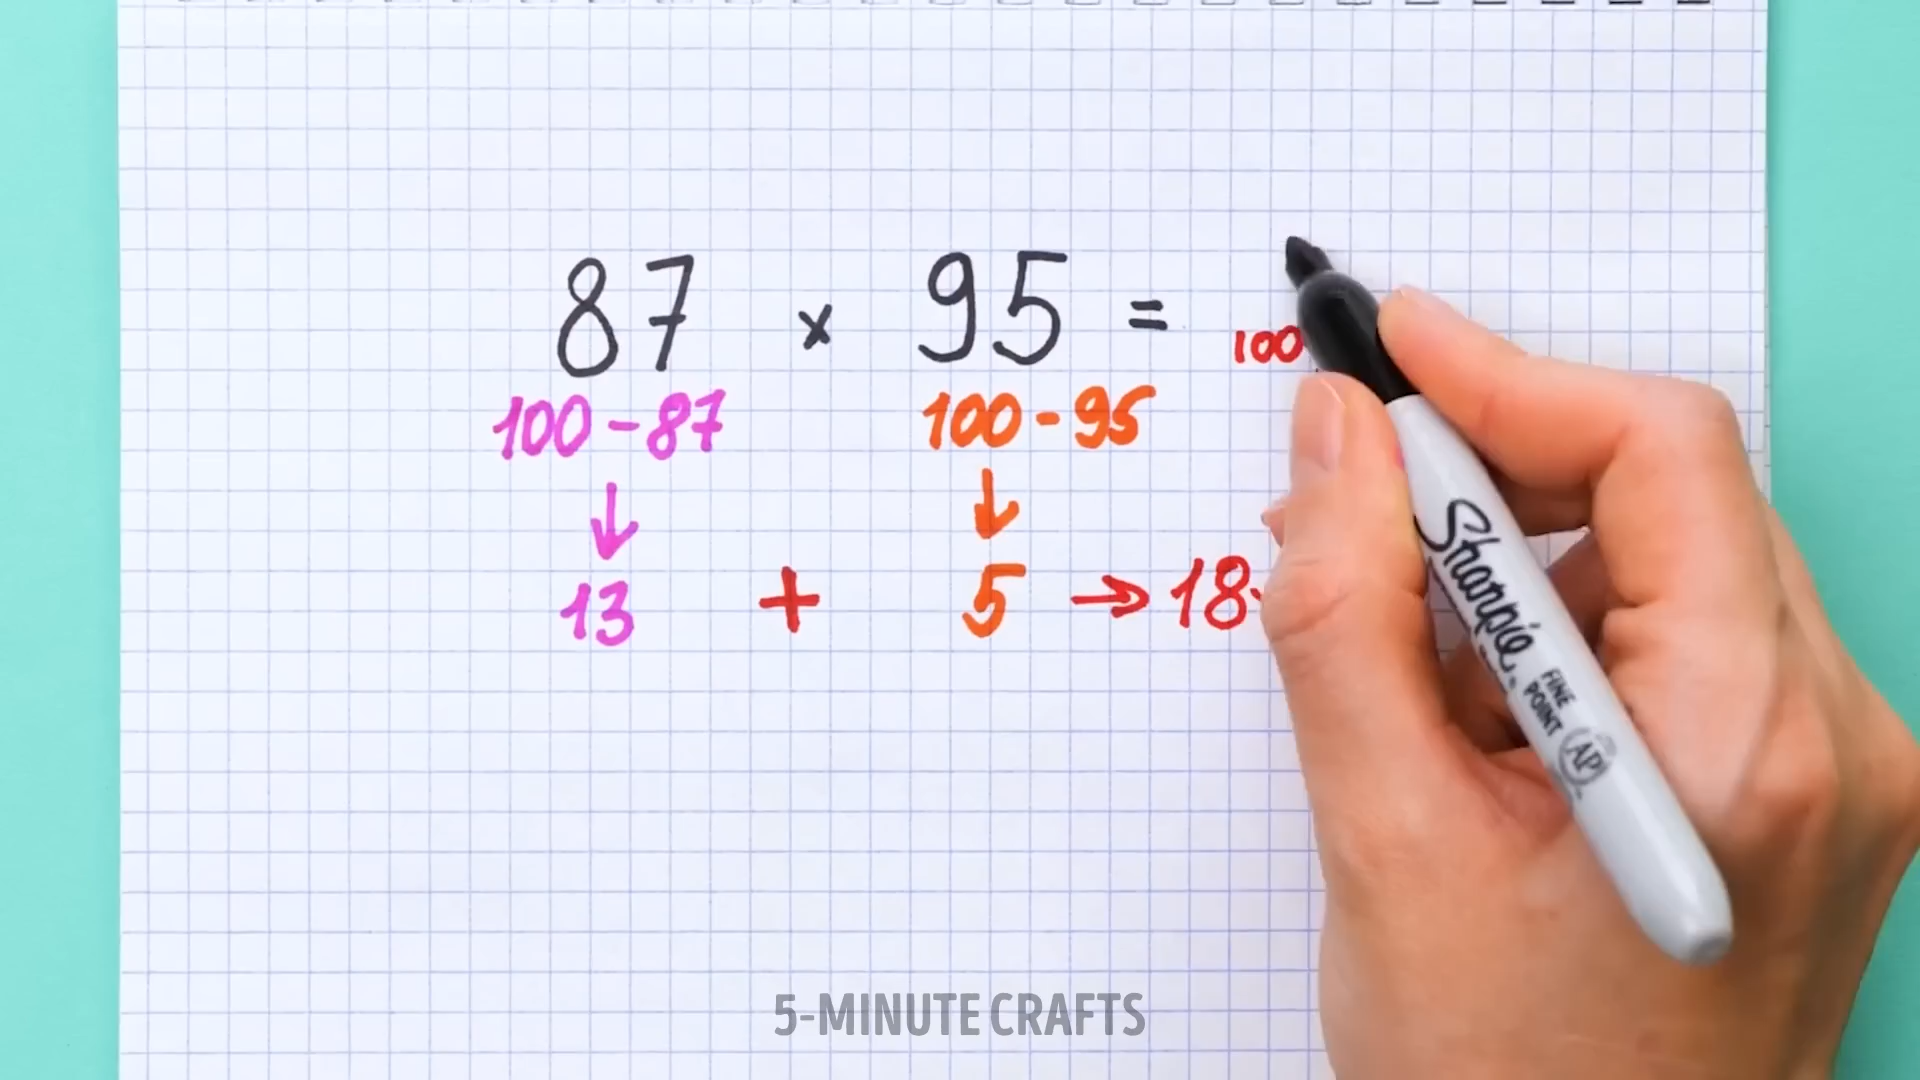 87 × 95 =
100
100-87 100-95
↓ ↓
13 + 5 → 18
Sharpie
FINE POINT
AP
5-MINUTE CRAFTS